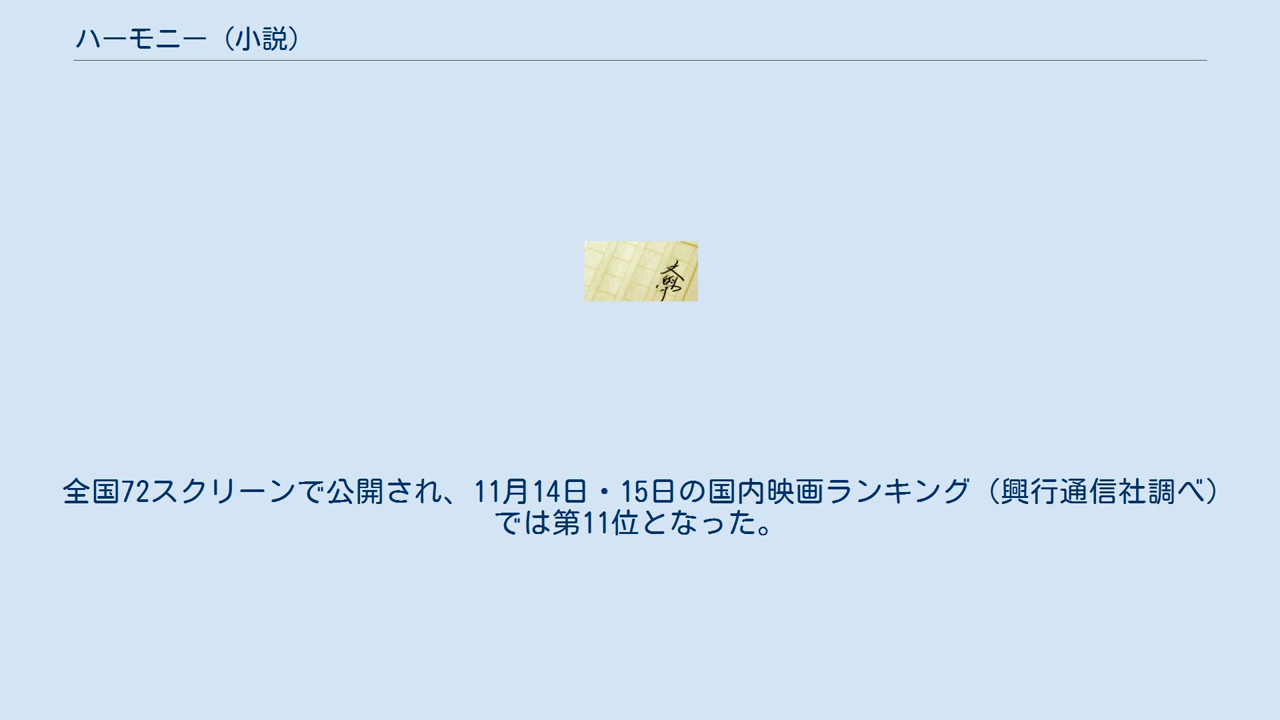 ハーモニー（小説）
全国72スクリーンで公開され、11月14日・15日の国内映画ランキング（興行通信社調べ）
では第11位となった。